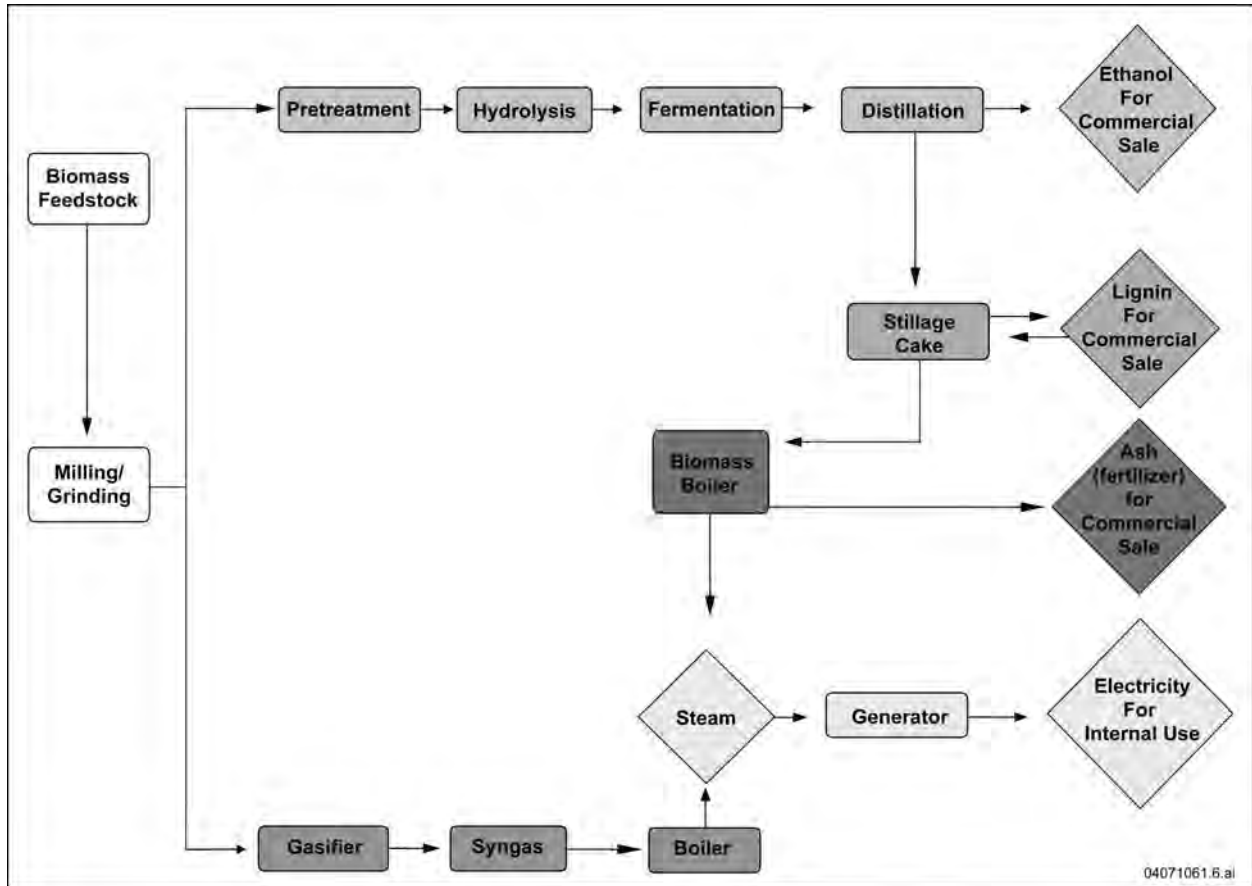 Pretreatment
Hydrolysis
Fermentation
Distillation
Ethanol
For
Commercial
Sale
Biomass
Feedstock
Stillage
Cake
Lignin
For
Commercial
Sale
Milling/
Grinding
Biomass
Boiler
Ash
(fertilizer)
for
Commercial
Sale
Steam
Generator
Electricity
For
Internal Use
Gasifier
Syngas
Boiler
04071061.6.ai